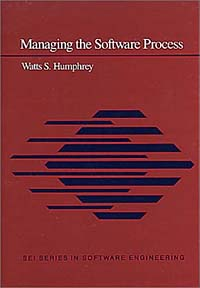 Managing the Software Process
Watts S. Humphrey
SEI SERIES IN SOFTWARE ENGINEERING